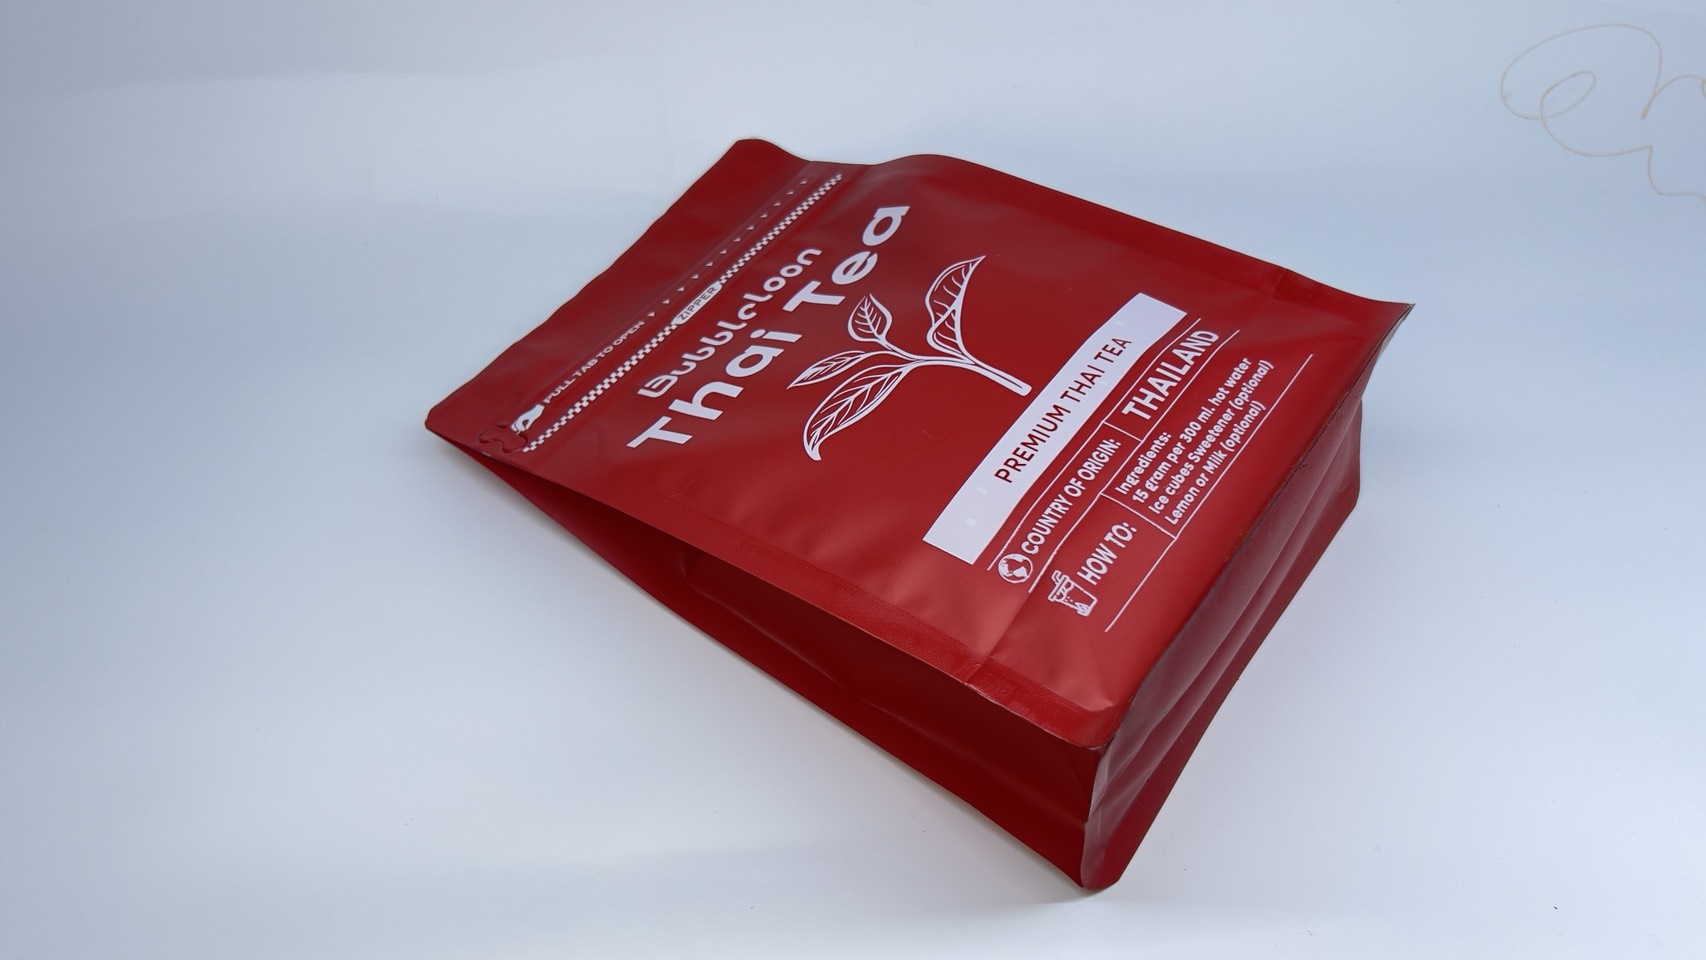 PULL TAB TO OPEN
ZIPPER
Bubbleloon
Thai Tea
PREMIUM THAI TEA
COUNTRY OF ORIGIN: THAILAND
HOW TO:
Ingredients:
15 gram per 300 ml. hot water
Ice cubes Sweetener (optional)
Lemon or Milk (optional)